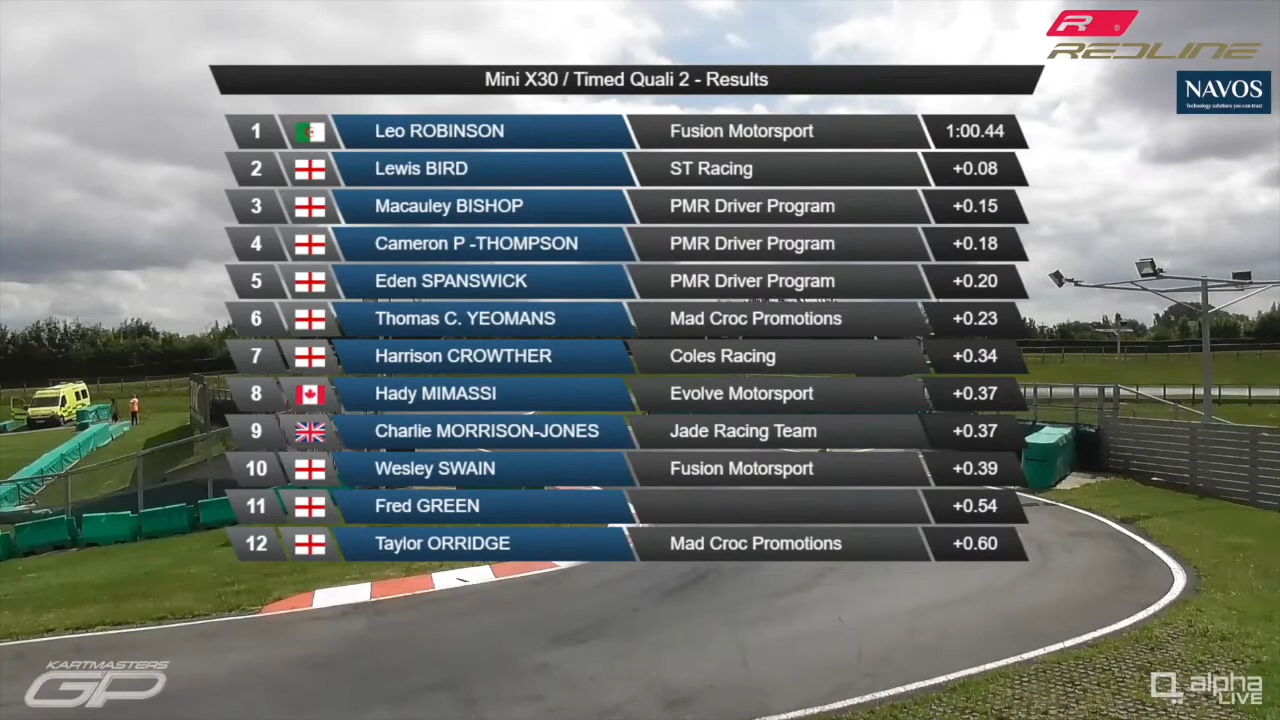 R
REDLINE
NAVOS
Technology solutions you can trust
Mini X30 / Timed Quali 2 - Results
1 Leo ROBINSON Fusion Motorsport 1:00.44
2 Lewis BIRD ST Racing +0.08
3 Macauley BISHOP PMR Driver Program +0.15
4 Cameron P -THOMPSON PMR Driver Program +0.18
5 Eden SPANSWICK PMR Driver Program +0.20
6 Thomas C. YEOMANS Mad Croc Promotions +0.23
7 Harrison CROWTHER Coles Racing +0.34
8 Hady MIMASSI Evolve Motorsport +0.37
9 Charlie MORRISON-JONES Jade Racing Team +0.37
10 Wesley SWAIN Fusion Motorsport +0.39
11 Fred GREEN +0.54
12 Taylor ORRIDGE Mad Croc Promotions +0.60
KARTMASTERS
GP
alpha
LIVE